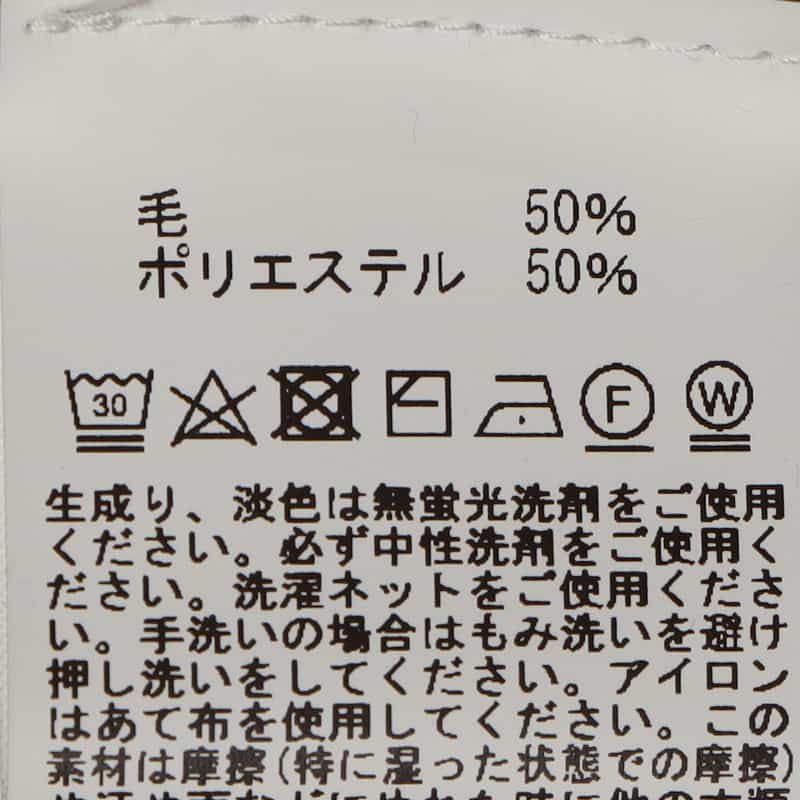 毛 50%
ポリエステル 50%
30 F W
生成り、淡色は無蛍光洗剤をご使用
ください。必ず中性洗剤をご使用く
ださい。洗濯ネットをご使用くださ
い。手洗いの場合はもみ洗いを避け
押し洗いをしてください。アイロン
はあて布を使用してください。この
素材は摩擦(特に湿った状態での摩擦)